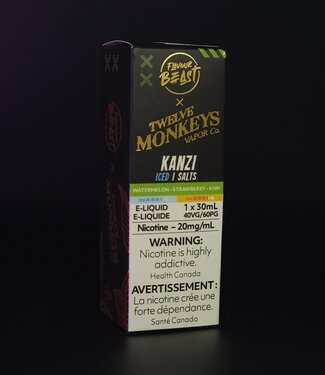 FLAVOUR
BEAST
X
TWELVE
MONKEYS
VAPOR Co.
KANZI
ICED | SALTS
WATERMELON - STRAWBERRY - KIWI
E-LIQUID 1 x 30mL
E-LIQUIDE 40VG/60PG
Nicotine – 20mg/mL
WARNING:
Nicotine is highly
addictive.
Health Canada
AVERTISSEMENT :
La nicotine crée une
forte dépendance.
Santé Canada